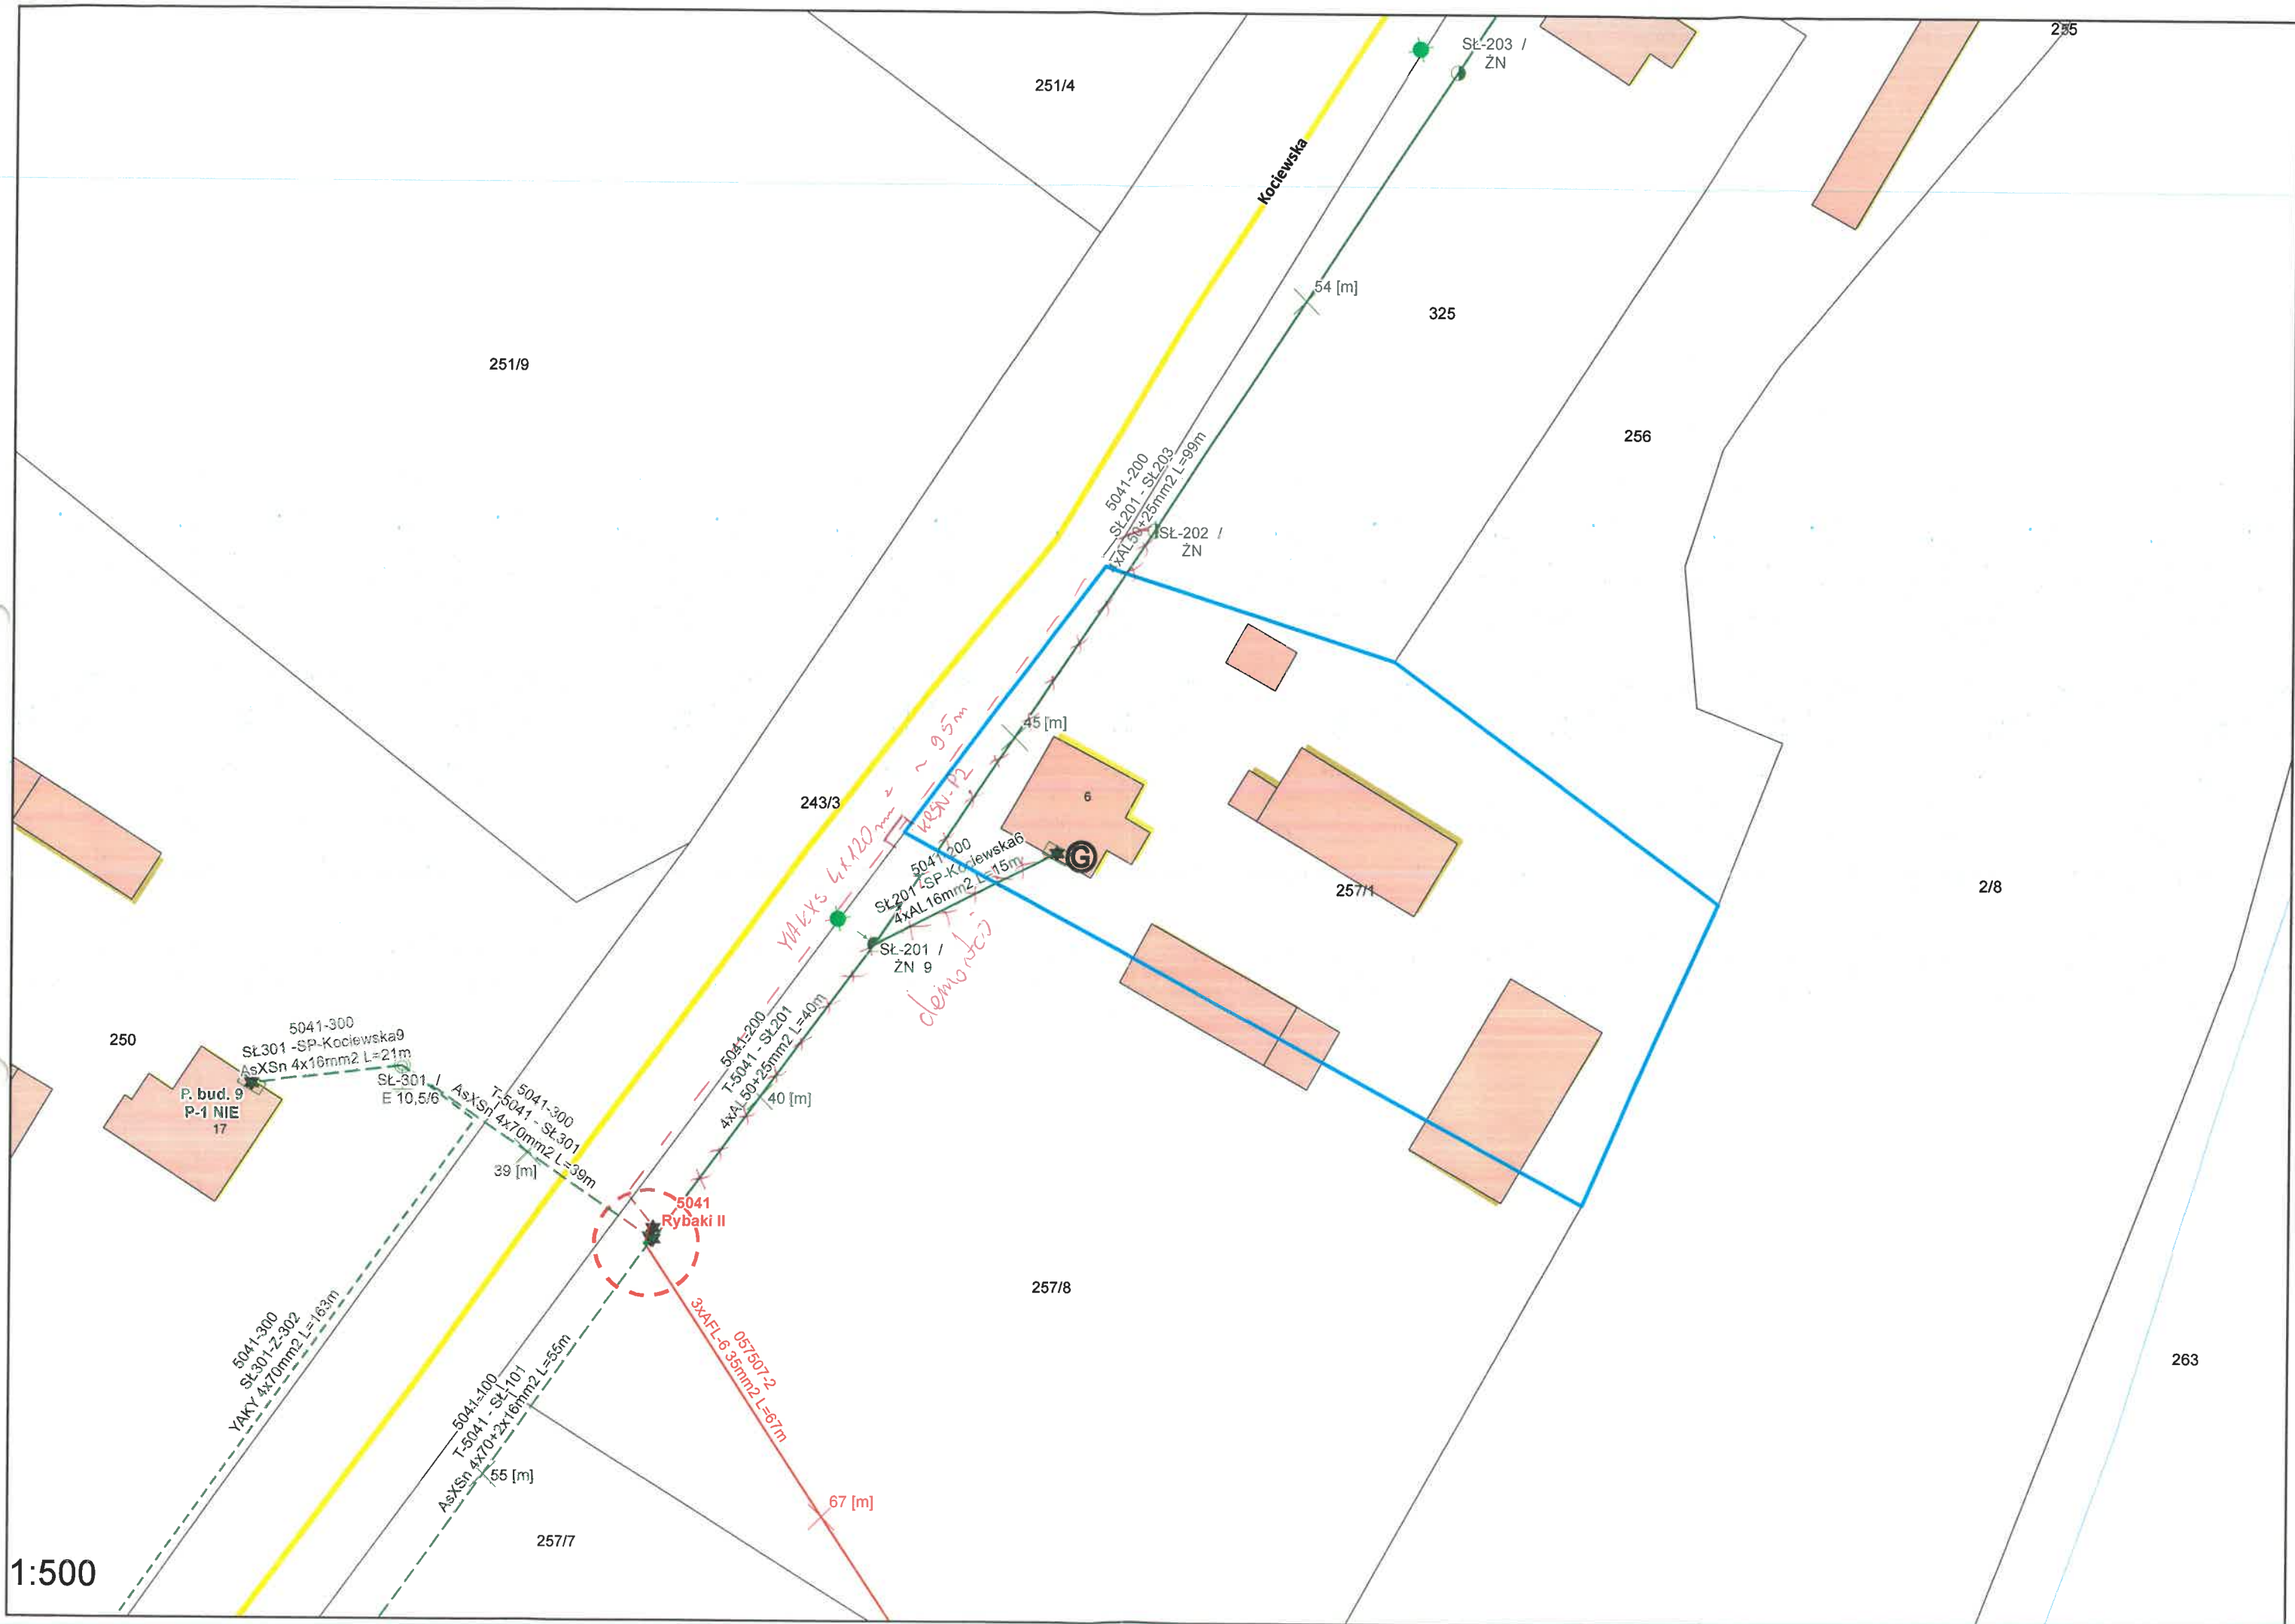 255
SŁ-203 /
ŻN
251/4
Kociewska
54 [m]
325
251/9
256
5041-200
SŁ201 - SŁ203
4xAL50+25mm2 L=99m
SŁ-202 /
ŻN
45 [m]
~ 95m
243/3
YAKXS 4x120mm²
KRSN-P2
6
5041-200
SŁ201 -SP-Kociewska6
4xAL16mm2 L=15m
G
257/1
2/8
SŁ-201 /
ŻN 9
demontaż
5041-200
T-5041 - SŁ201
4xAL50+25mm2 L=40m
40 [m]
250
5041-300
SŁ301 -SP-Kociewska9
AsXSn 4x16mm2 L=21m
SŁ-301 /
E 10,5/6
P. bud. 9
P-1 NIE
17
5041-300
T-5041 - SŁ301
AsXSn 4x70mm2 L=39m
39 [m]
5041
Rybaki II
257/8
057507-2
3xAFL-6 35mm2 L=67m
67 [m]
5041-300
SŁ301-Z-302
YAKY 4x70mm2 L=163m
5041-100
T-5041 - SŁ-101
AsXSn 4x70+2x16mm2 L=55m
55 [m]
263
257/7
1:500